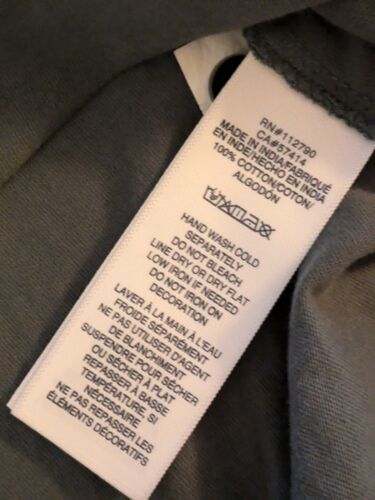 RN#112790
CA#57414
MADE IN INDIA/FABRIQUÉ
EN INDE/HECHO EN INDIA
100% COTTON/COTON/
ALGODÓN
HAND WASH COLD
SEPARATELY
DO NOT BLEACH
LINE DRY OR DRY FLAT
LOW IRON IF NEEDED
DO NOT IRON ON
DECORATION
LAVER À LA MAIN À L'EAU
FROIDE SÉPARÉMENT
NE PAS UTILISER D'AGENT
DE BLANCHIMENT
SUSPENDRE POUR SÉCHER
OU SÉCHER À PLAT
REPASSER À BASSE
TEMPÉRATURE, SI
NÉCESSAIRE
NE PAS REPASSER LES
ELÉMENTS DÉCORATIFS